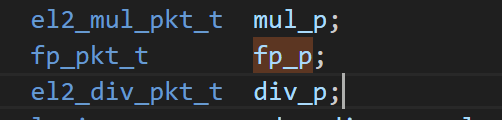 el2_mul_pkt_t mul_p;
fp_pkt_t fp_p;
el2_div_pkt_t div_p;